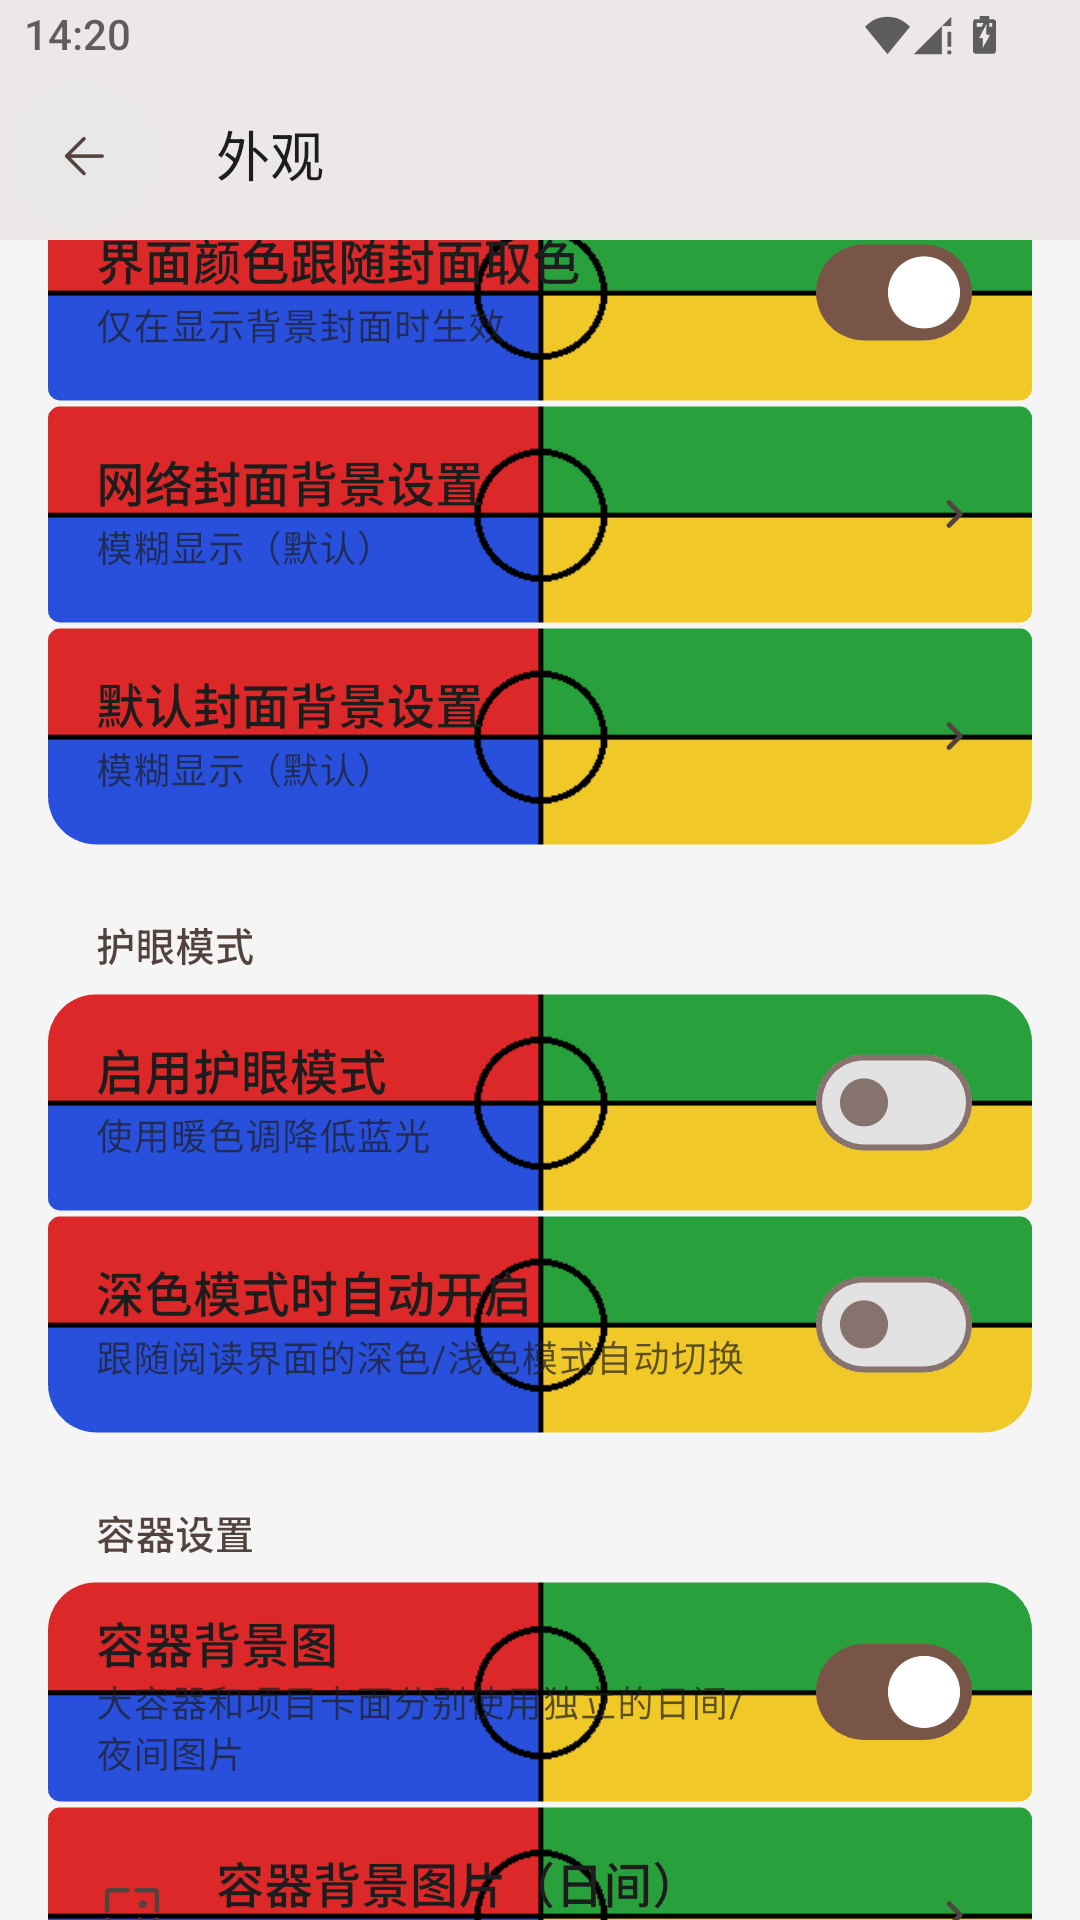 14:20
外观
界面颜色跟随封面取色
仅在显示背景封面时生效
网络封面背景设置
模糊显示（默认）
默认封面背景设置
模糊显示（默认）
护眼模式
启用护眼模式
使用暖色调降低蓝光
深色模式时自动开启
跟随阅读界面的深色/浅色模式自动切换
容器设置
容器背景图
大容器和项目卡面分别使用独立的日间/
夜间图片
容器背景图片（日间）